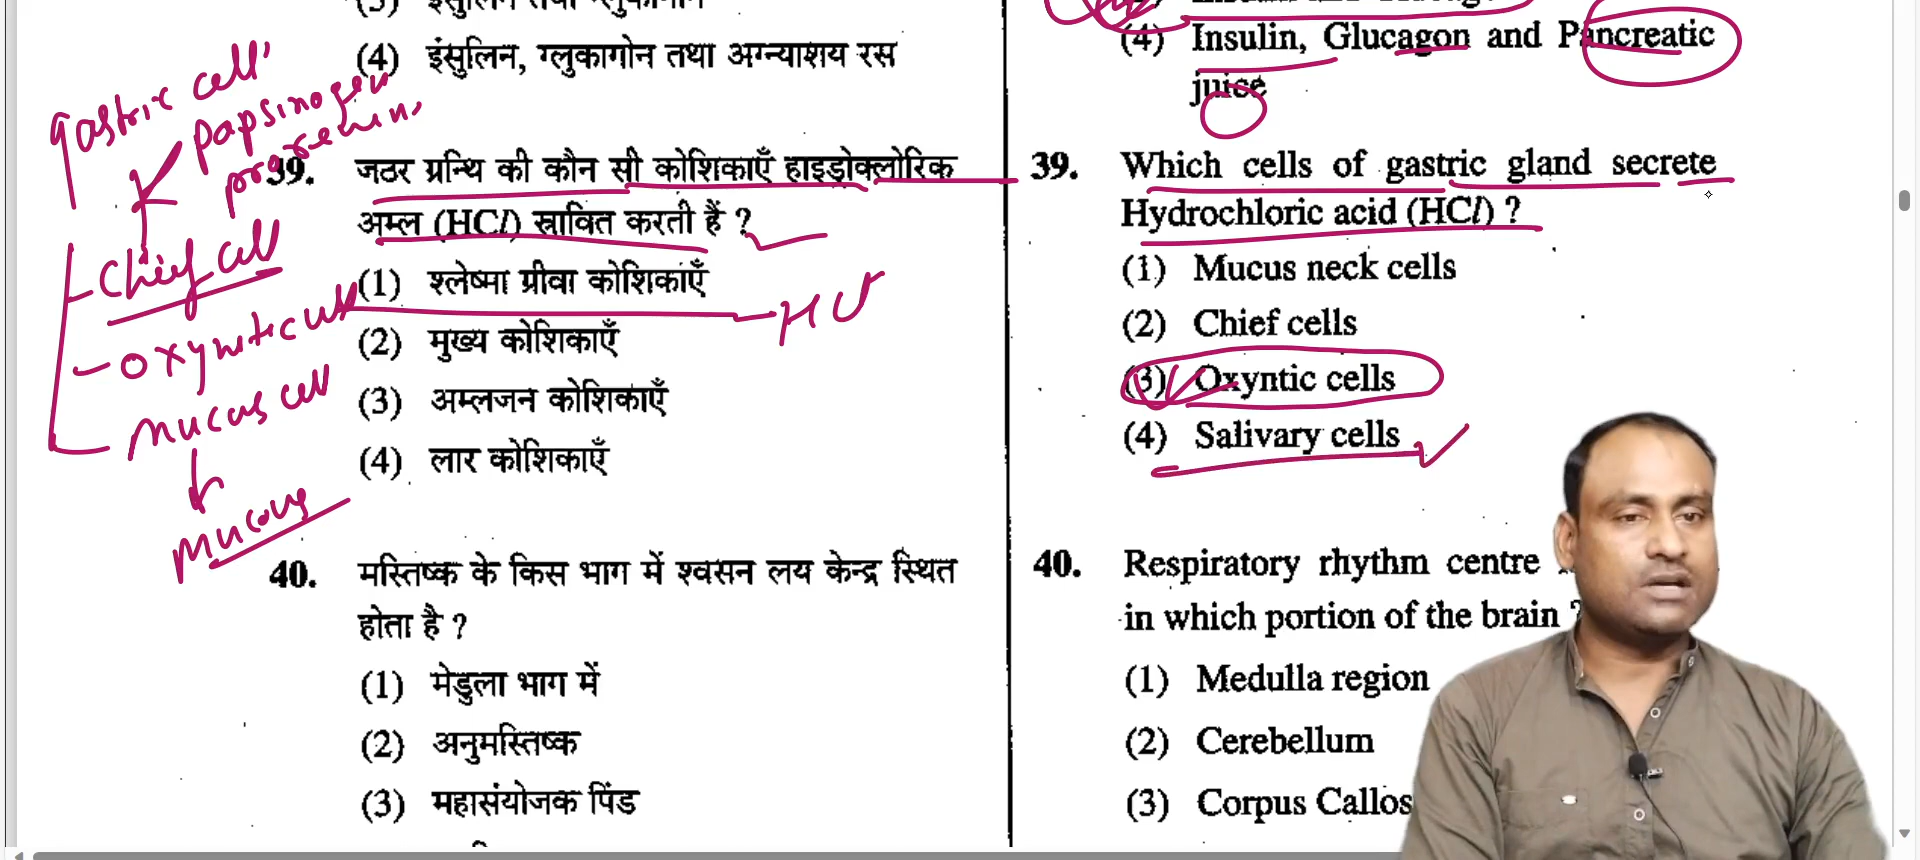 (4) इंसुलिन, ग्लूकागोन तथा अग्न्याशय रस
39. जठर ग्रन्थि की कौन सी कोशिकाएँ हाइड्रोक्लोरिक
अम्ल (HCl) स्रावित करती हैं ?
(1) श्लेष्मा ग्रीवा कोशिकाएँ
(2) मुख्य कोशिकाएँ
(3) अम्लजन कोशिकाएँ
(4) लार कोशिकाएँ
40. मस्तिष्क के किस भाग में श्वसन लय केन्द्र स्थित
होता है ?
(1) मेडुला भाग में
(2) अनुमस्तिष्क
(3) महासंयोजक पिंड
gastric cell
papsinogen
prorenin
chief cell
oxyntic cell
HCl
mucus cell
mucous
(4) Insulin, Glucagon and Pancreatic
juice
39. Which cells of gastric gland secrete
Hydrochloric acid (HCl) ?
(1) Mucus neck cells
(2) Chief cells
(3) Oxyntic cells
(4) Salivary cells
40. Respiratory rhythm centre
in which portion of the brain ?
(1) Medulla region
(2) Cerebellum
(3) Corpus Callos